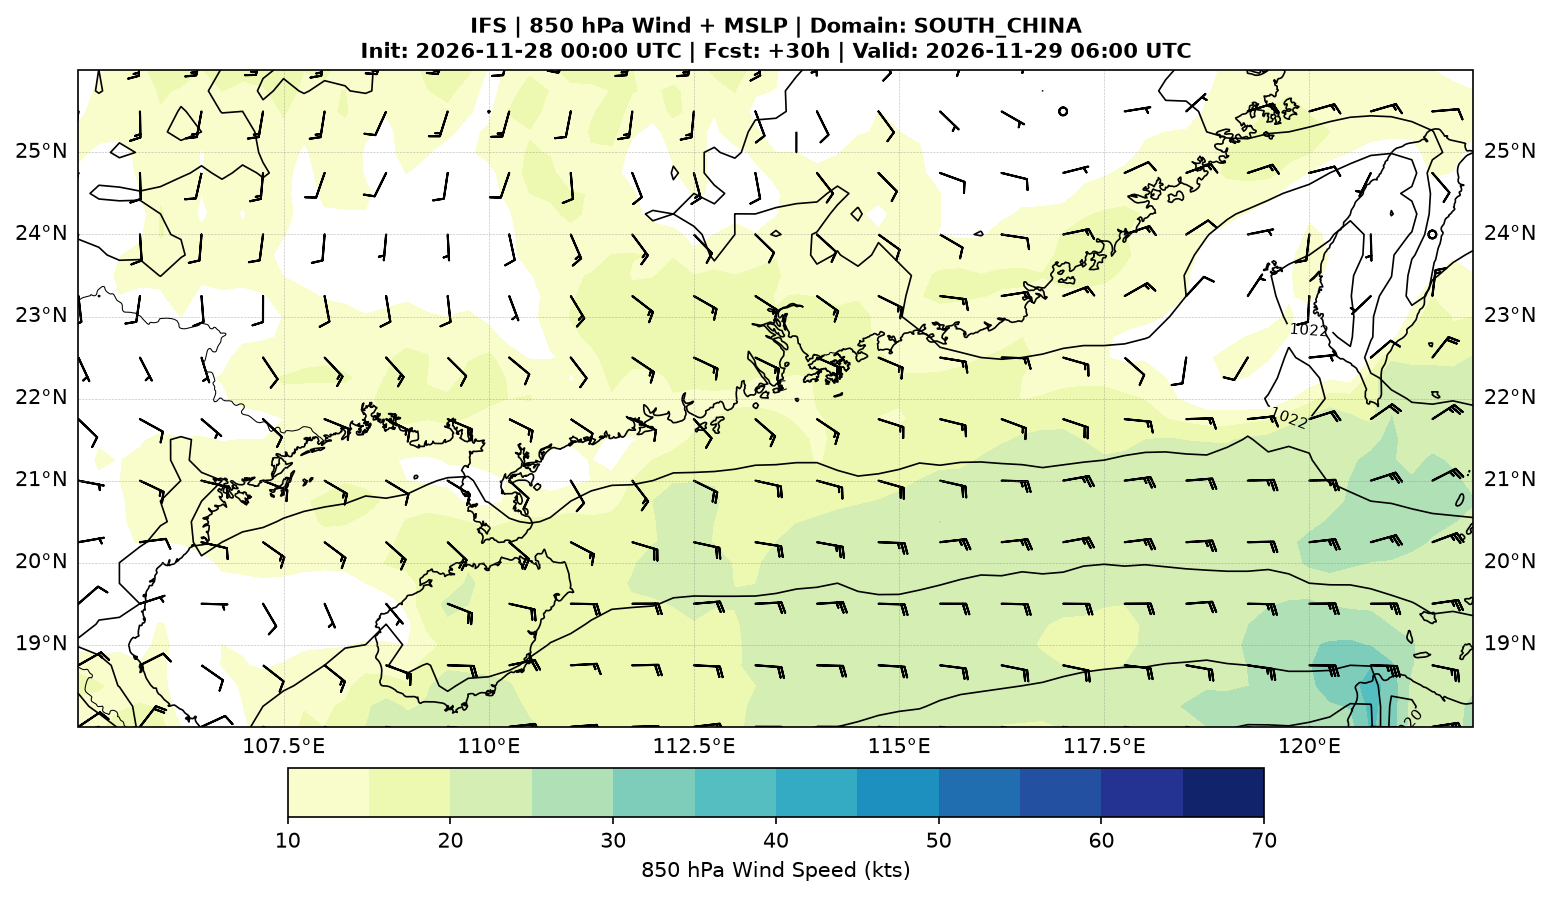 IFS | 850 hPa Wind + MSLP | Domain: SOUTH_CHINA
Init: 2026-11-28 00:00 UTC | Fcst: +30h | Valid: 2026-11-29 06:00 UTC
25°N 25°N
24°N 24°N
23°N 23°N
1022
22°N 22°N
1022
21°N 21°N
20°N 20°N
19°N 19°N
107.5°E 110°E 112.5°E 115°E 117.5°E 120°E
10 20 30 40 50 60 70
850 hPa Wind Speed (kts)